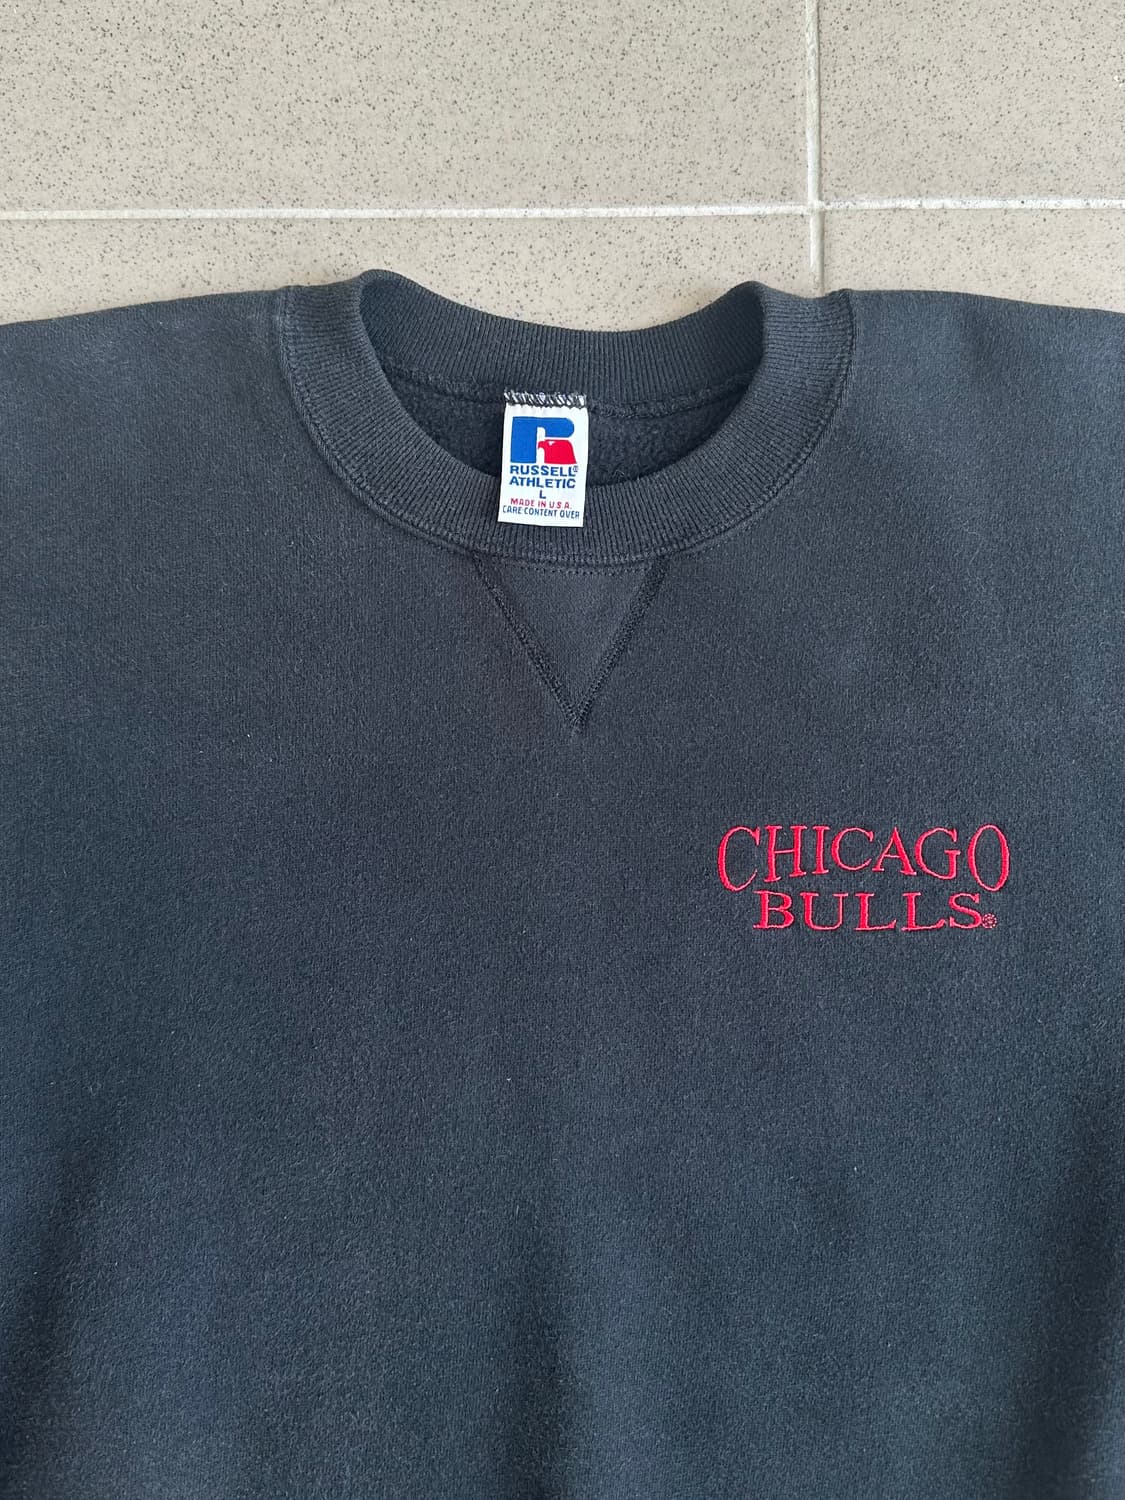 RUSSELL®
ATHLETIC
L
MADE IN U.S.A.
CARE CONTENT OVER
CHICAGO
BULLS®